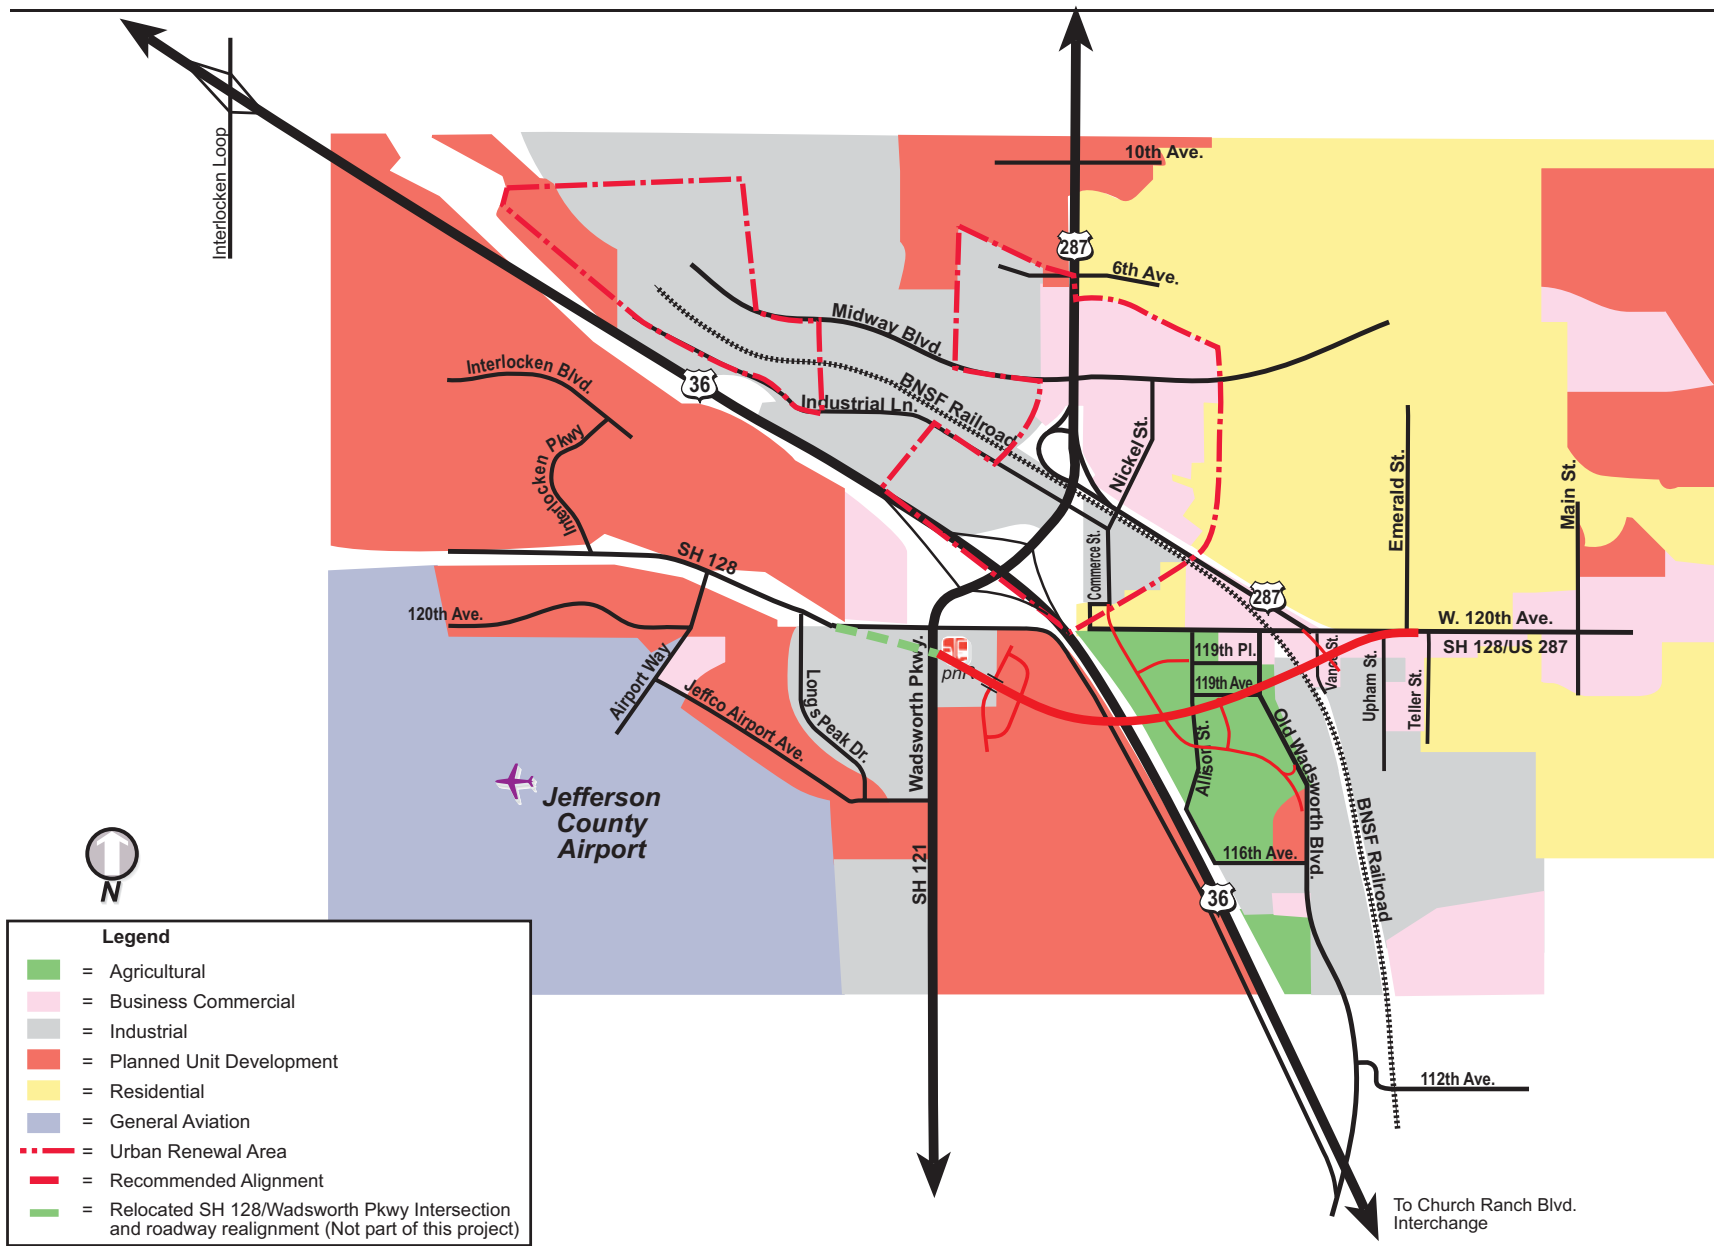 Interlocken Loop
10th Ave.
287
6th Ave.
Midway Blvd.
Interlocken Blvd.
36
BNSF Railroad
Industrial Ln.
Interlocken Pkwy
Nickel St.
Emerald St.
Main St.
SH 128
Commerce St.
287
120th Ave.
W. 120th Ave.
SH 128/US 287
119th Pl.
119th Ave.
Vance St.
Upham St.
Teller St.
Airport Way
Jeffco Airport Ave.
Long's Peak Dr.
Wadsworth Pkwy.
pnR
Allison St.
Old Wadsworth Blvd.
BNSF Railroad
Jefferson
County
Airport
116th Ave.
SH 121
36
N
112th Ave.
To Church Ranch Blvd.
Interchange
Legend
= Agricultural
= Business Commercial
= Industrial
= Planned Unit Development
= Residential
= General Aviation
= Urban Renewal Area
= Recommended Alignment
= Relocated SH 128/Wadsworth Pkwy Intersection
and roadway realignment (Not part of this project)